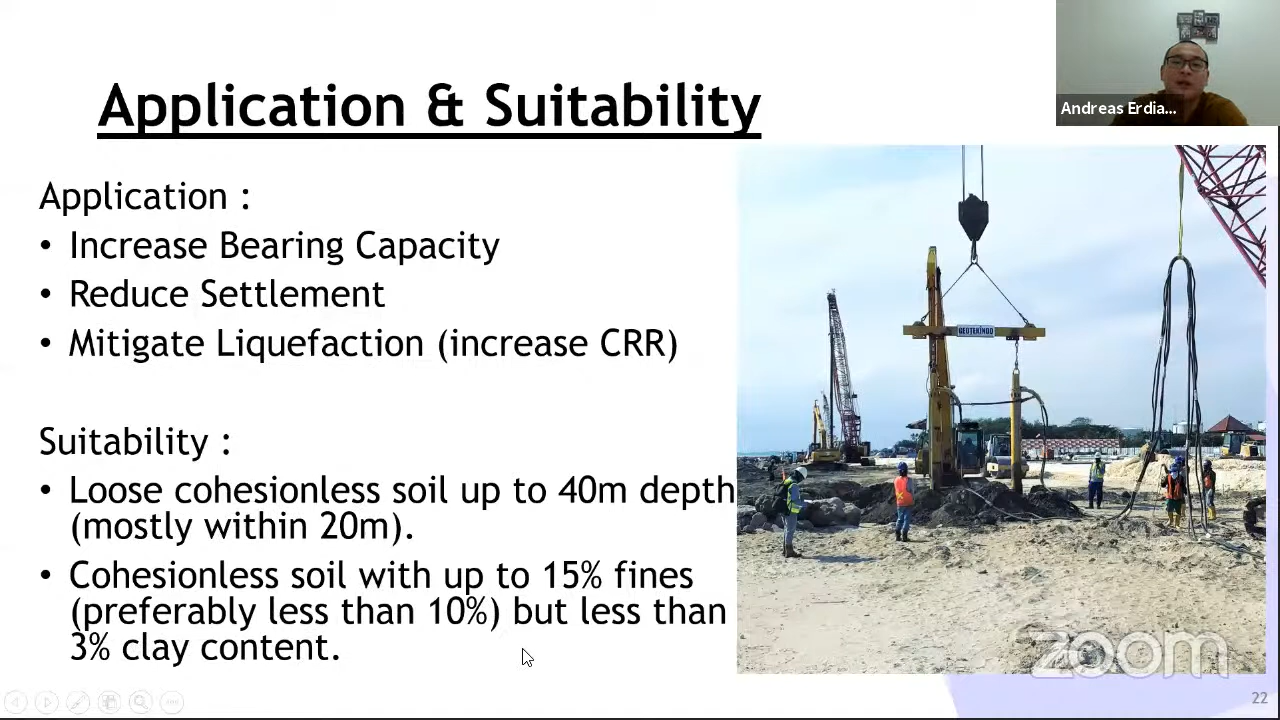 Application & Suitability
Andreas Erdia...
Application :
• Increase Bearing Capacity
• Reduce Settlement
• Mitigate Liquefaction (increase CRR)
GEOTEKINDO
Suitability :
• Loose cohesionless soil up to 40m depth
(mostly within 20m).
• Cohesionless soil with up to 15% fines
(preferably less than 10%) but less than
3% clay content.
zoom
22